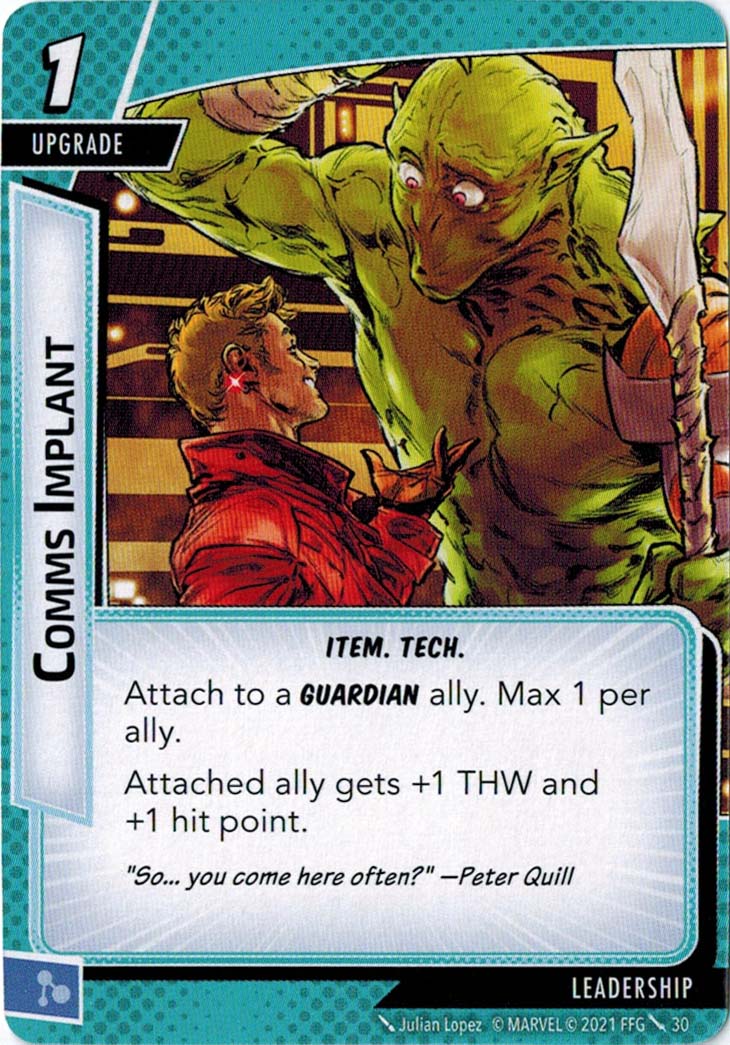 1
UPGRADE
COMMS IMPLANT
ITEM. TECH.
Attach to a GUARDIAN ally. Max 1 per
ally.
Attached ally gets +1 THW and
+1 hit point.
"So... you come here often?" —Peter Quill
LEADERSHIP
Julian Lopez © MARVEL © 2021 FFG 30